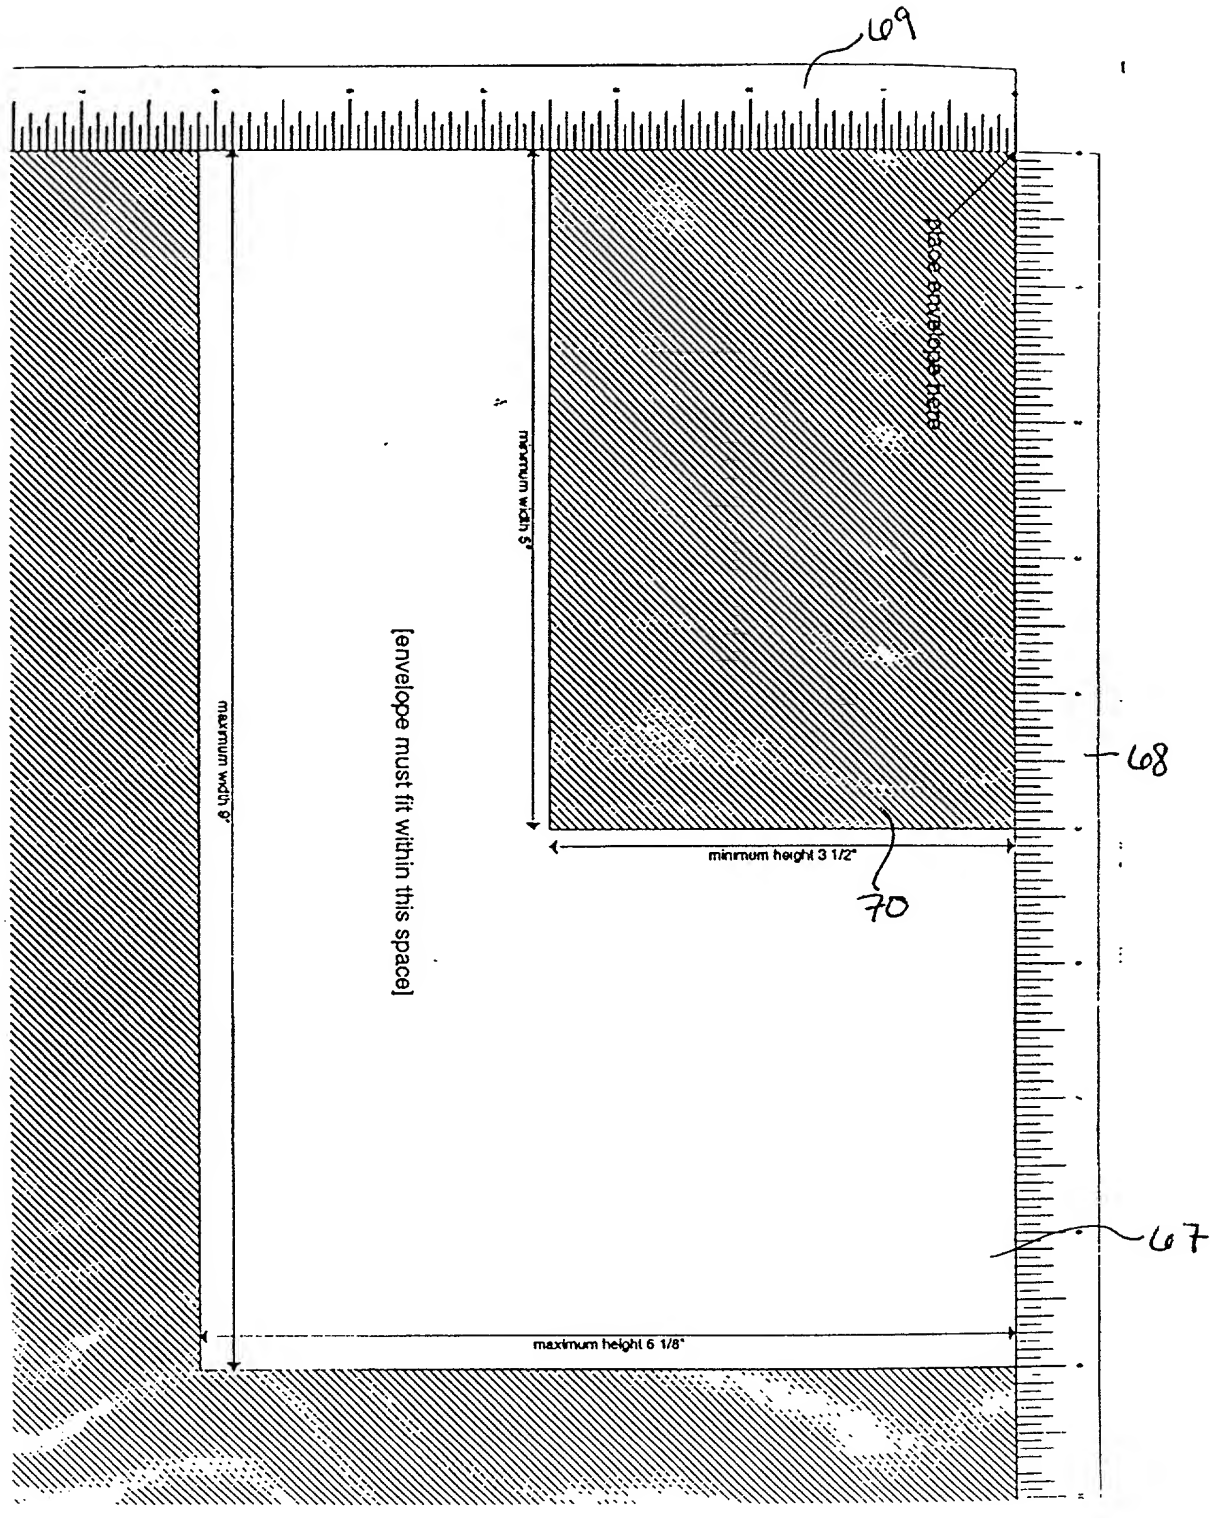 69
place envelope here
minimum width 5"
68
minimum height 3 1/2"
70
[envelope must fit within this space]
maximum width 9"
67
maximum height 6 1/8"